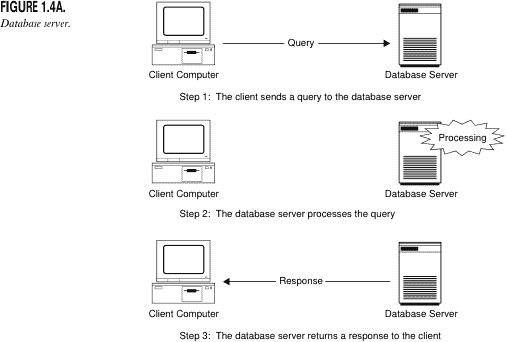 FIGURE 1.4A.
Database server.
Query
Client Computer Database Server
Step 1: The client sends a query to the database server
Processing
Client Computer Database Server
Step 2: The database server processes the query
Response
Client Computer Database Server
Step 3: The database server returns a response to the client